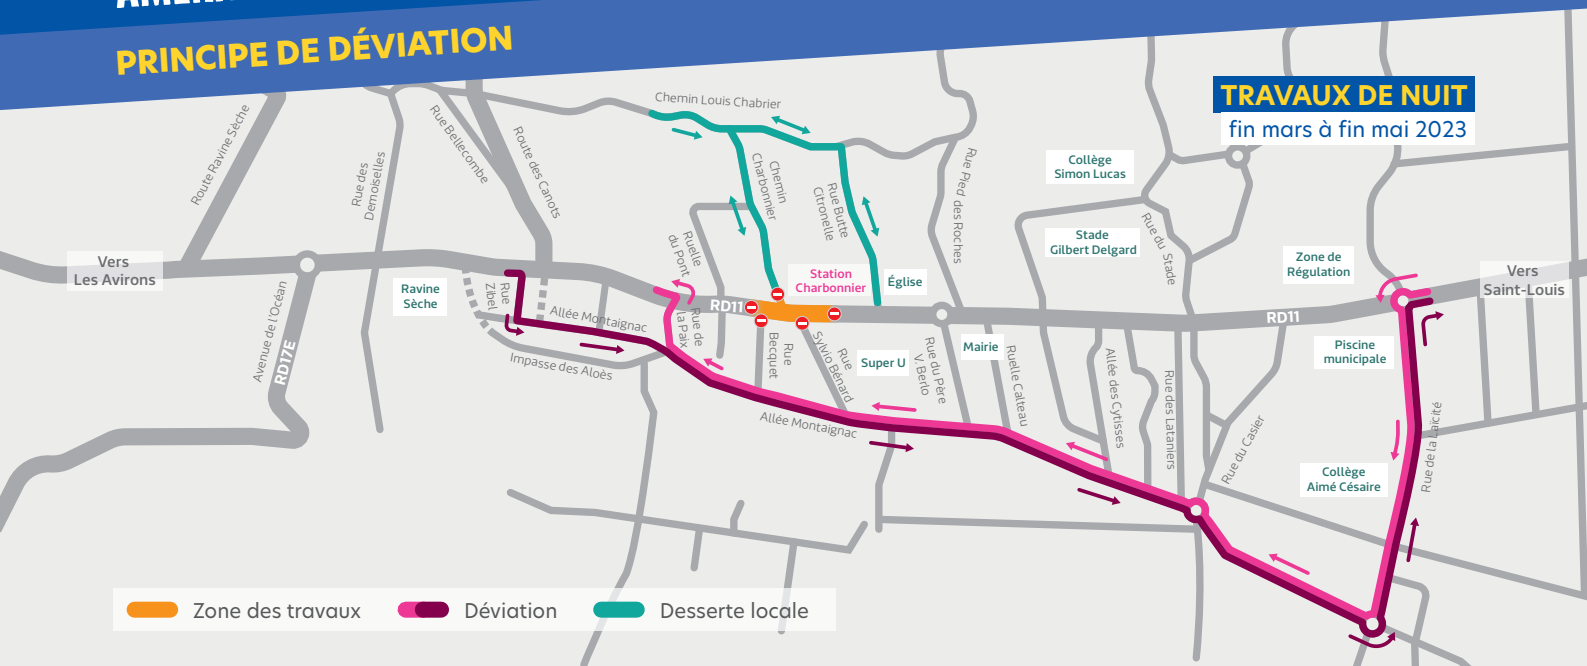 PRINCIPE DE DÉVIATION
TRAVAUX DE NUIT
fin mars à fin mai 2023
Chemin Louis Chabrier
Route Ravine Sèche
Rue des
Demoiselles
Rue Bellecombe
Route des Canots
Chemin
Charbonnier
Rue Butte
Citronelle
Rue Pied des Roches
Collège
Simon Lucas
Stade
Gilbert Delgard
Rue du Stade
Zone de
Régulation
Vers
Les Avirons
Vers
Saint-Louis
Ruelle
du Pont
Station
Charbonnier
Église
Ravine
Sèche
Rue
Zibel
Allée Montaignac
Impasse des Aloès
Avenue de l'Océan
RD17E
Rue de
la Paix
RD11
Rue
Becquet
Rue
Sylvio Bénard
Super U
Rue du Père
V. Berlo
Mairie
Ruelle Calteau
Allée des Cytisses
Rue des Lataniers
Rue du Casier
RD11
Piscine
municipale
Rue de la Laïcité
Collège
Aimé Césaire
Allée Montaignac
Zone des travaux
Déviation
Desserte locale